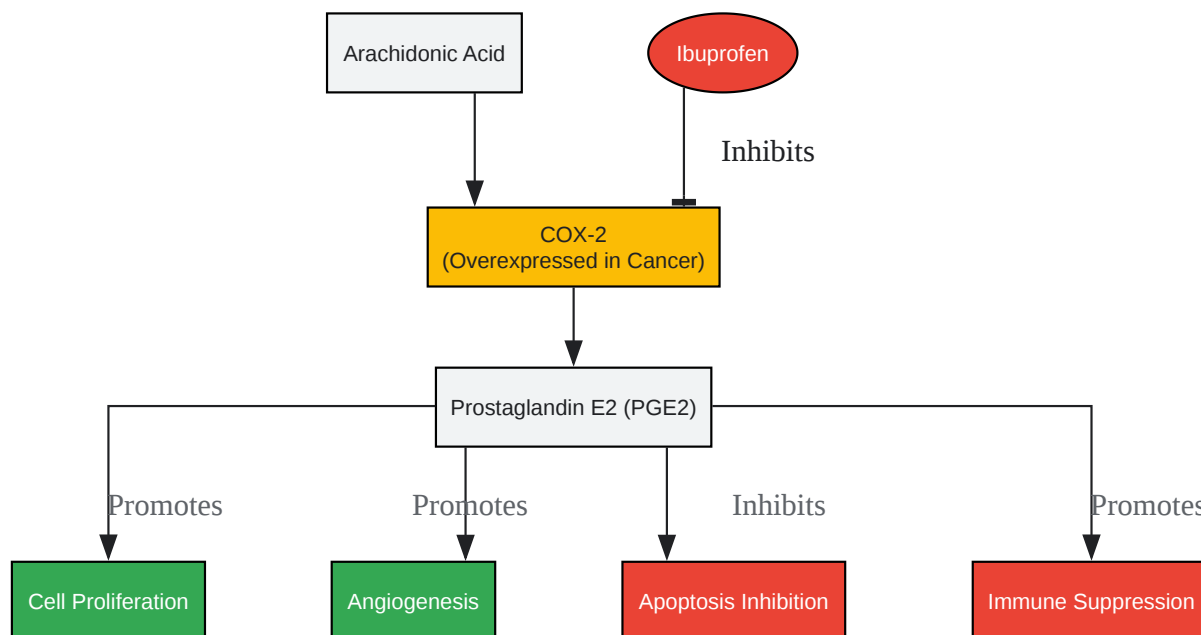 Arachidonic Acid
Ibuprofen
Inhibits
COX-2
(Overexpressed in Cancer)
Prostaglandin E2 (PGE2)
Promotes
Promotes
Inhibits
Promotes
Cell Proliferation
Angiogenesis
Apoptosis Inhibition
Immune Suppression